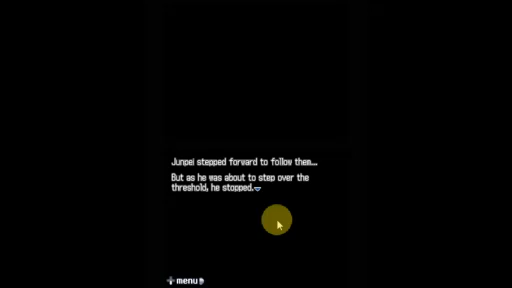 Junpei stepped forward to follow them...
But as he was about to step over the
threshold, he stopped.
menu